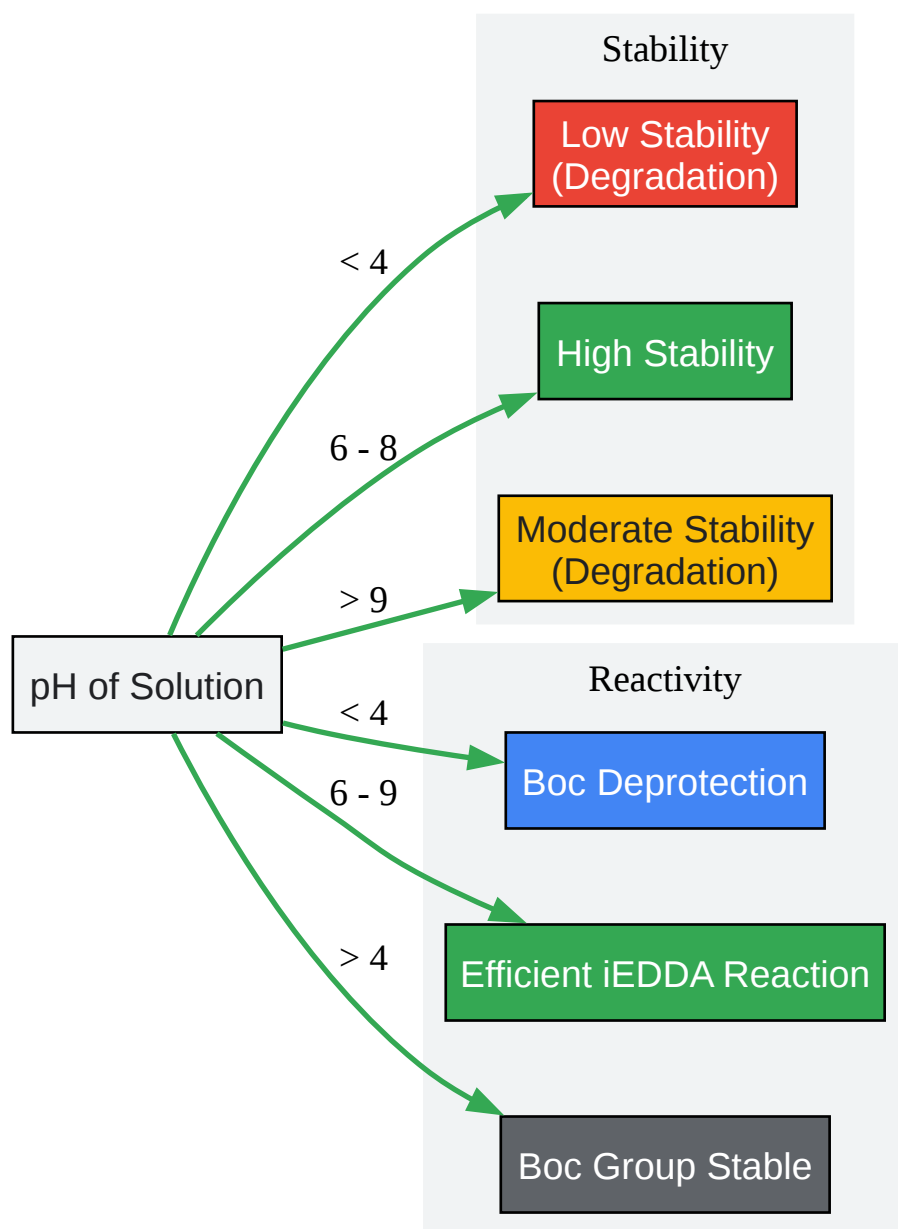 Stability
Low Stability
(Degradation)
< 4
High Stability
6 - 8
Moderate Stability
(Degradation)
> 9
pH of Solution
Reactivity
< 4
Boc Deprotection
6 - 9
Efficient iEDDA Reaction
> 4
Boc Group Stable